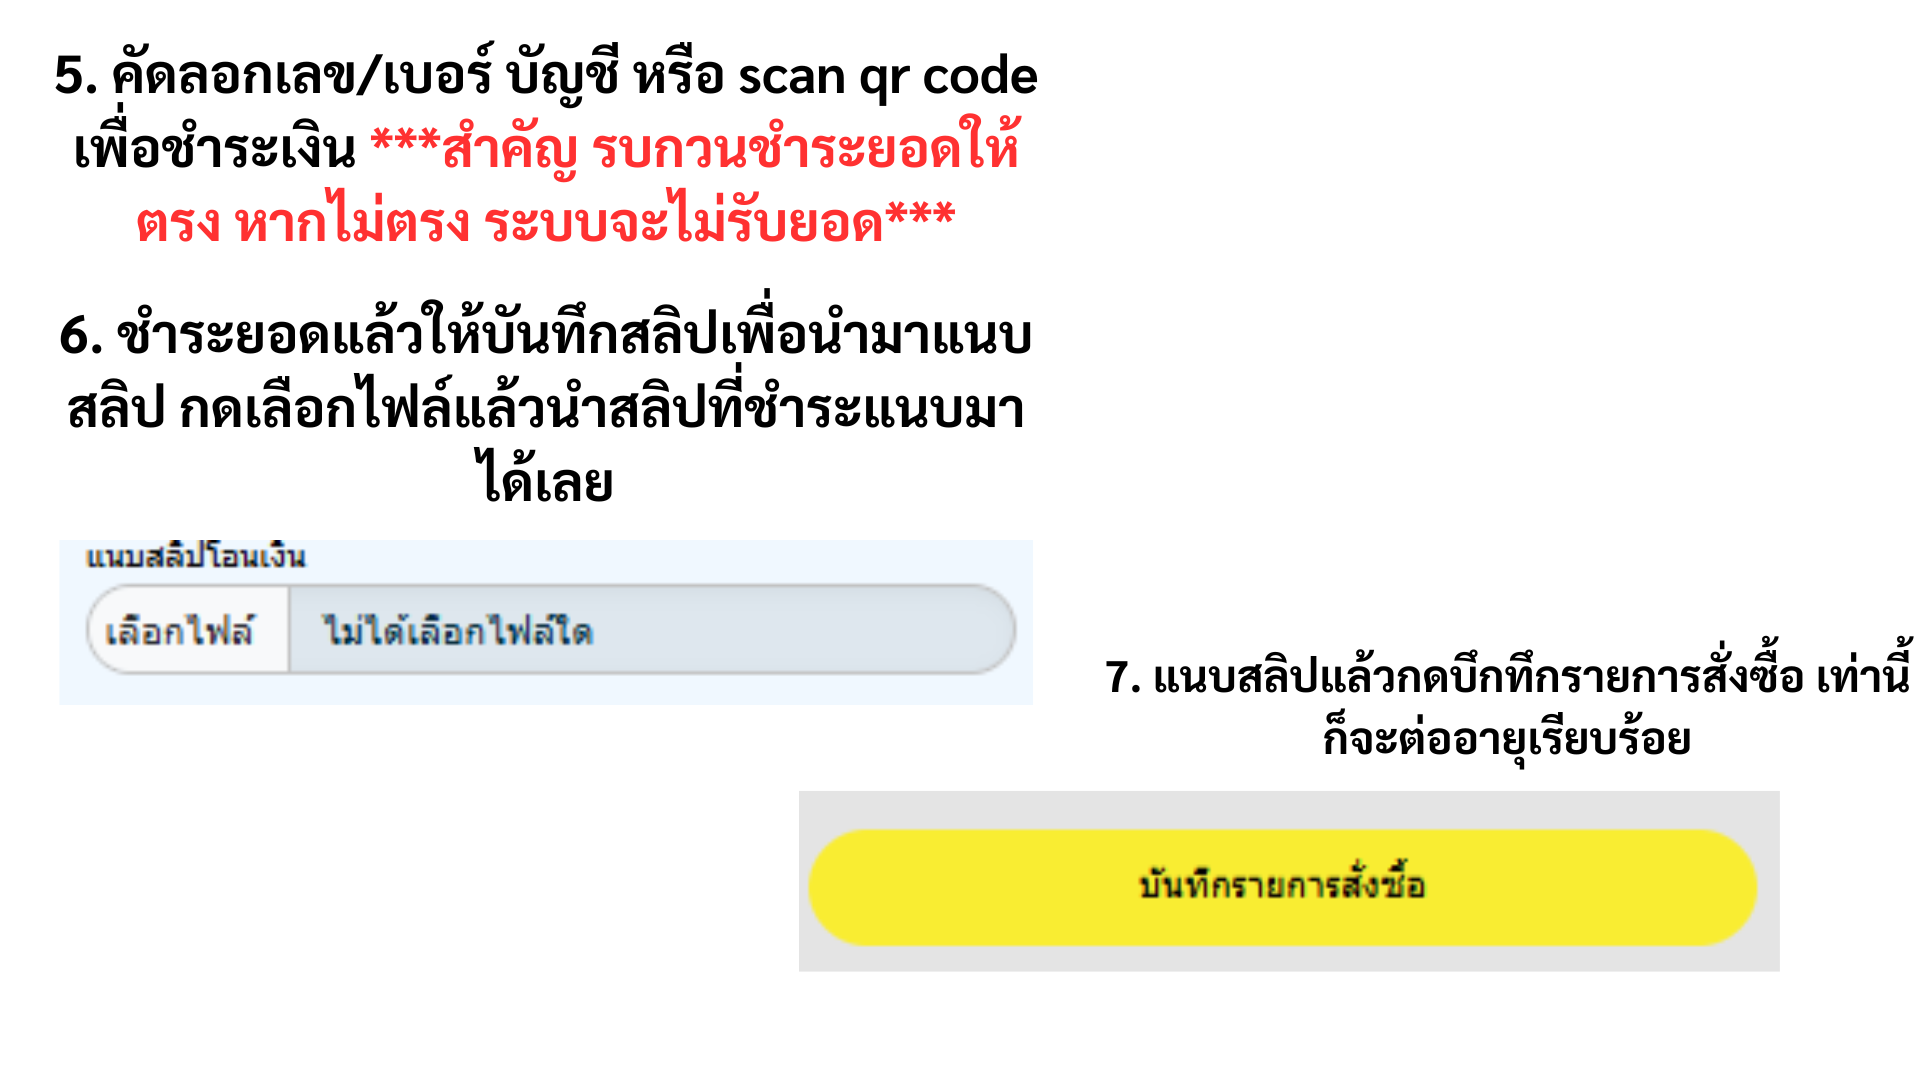 5. คัดลอกเลข/เบอร์ บัญชี หรือ scan qr code
เพื่อชำระเงิน ***สำคัญ รบกวนชำระยอดให้
ตรง หากไม่ตรง ระบบจะไม่รับยอด***
6. ชำระยอดแล้วให้บันทึกสลิปเพื่อนำมาแนบ
สลิป กดเลือกไฟล์แล้วนำสลิปที่ชำระแนบมา
ได้เลย
แนบสลิปโอนเงิน
เลือกไฟล์ ไม่ได้เลือกไฟล์ใด
7. แนบสลิปแล้วกดบึกทึกรายการสั่งซื้อ เท่านี้
ก็จะต่ออายุเรียบร้อย
บันทึกรายการสั่งซื้อ